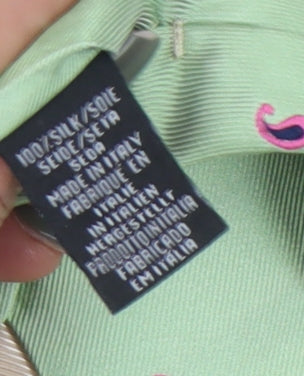 100/SILK/SOIE
SEIDE/SETA
SEDA
MADE IN ITALY
FABRIQUE EN
ITALIE
IN ITALIEN
HERGESTELLT
PRODOTTO IN ITALIA
FABRICADO
EM ITÁLIA